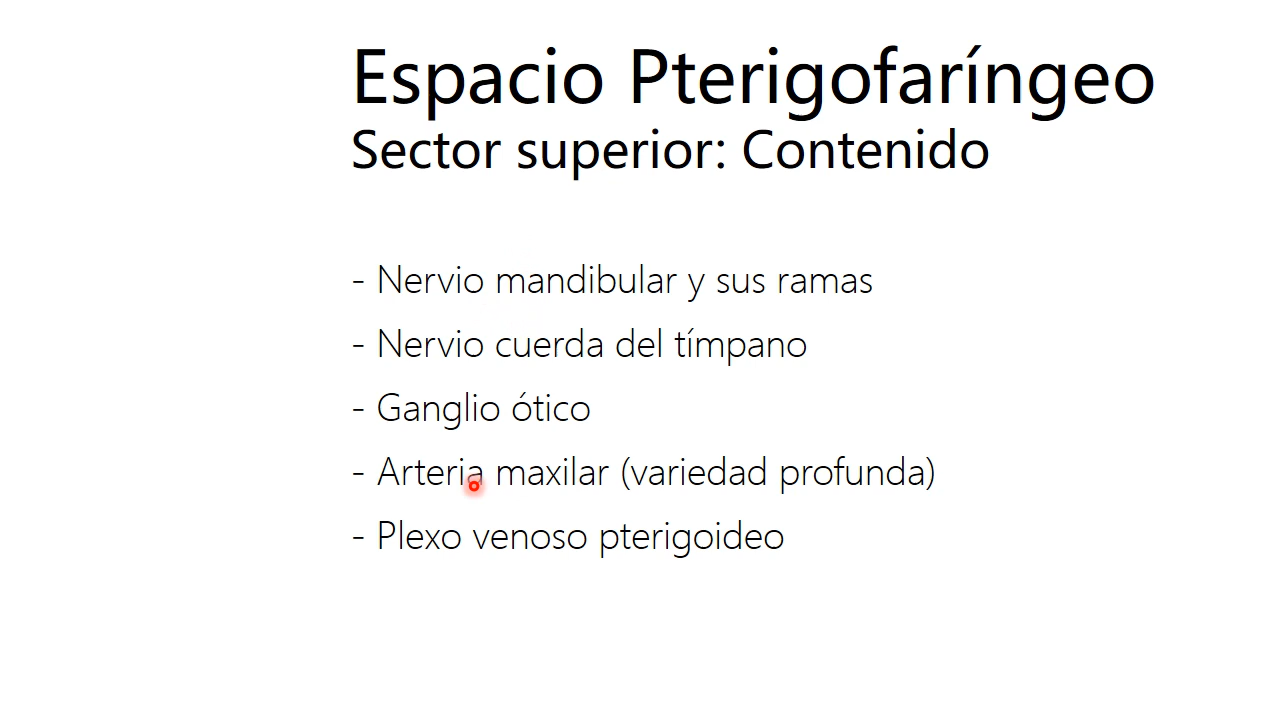 Espacio Pterigofaríngeo
Sector superior: Contenido
- Nervio mandibular y sus ramas
- Nervio cuerda del tímpano
- Ganglio ótico
- Arteria maxilar (variedad profunda)
- Plexo venoso pterigoideo